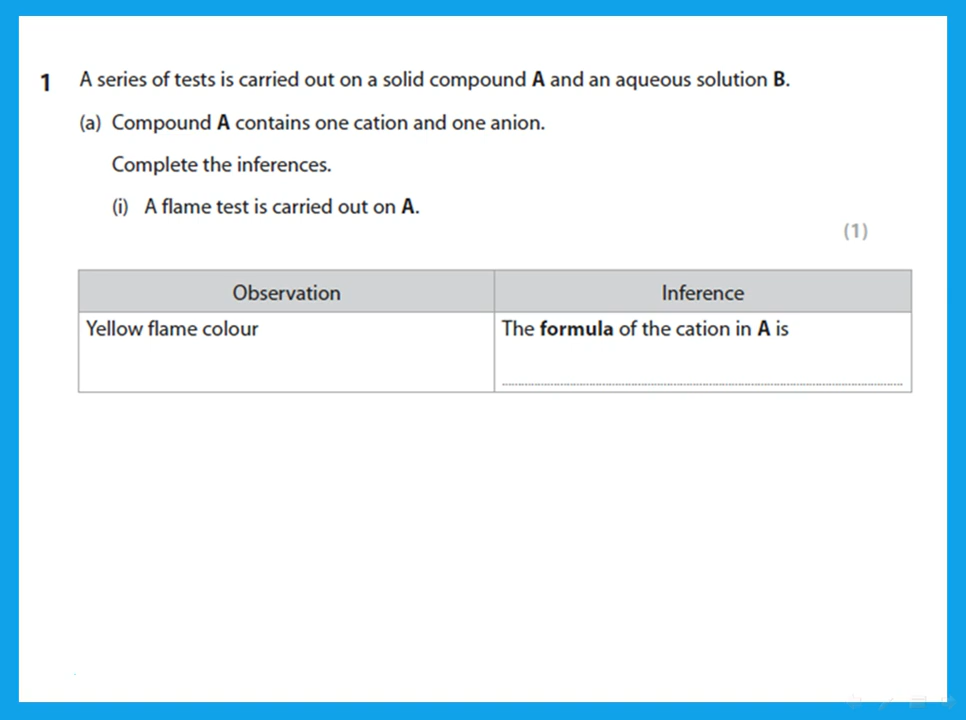 1 A series of tests is carried out on a solid compound A and an aqueous solution B.
(a) Compound A contains one cation and one anion.
Complete the inferences.
(i) A flame test is carried out on A.
(1)
Observation Inference
Yellow flame colour The formula of the cation in A is